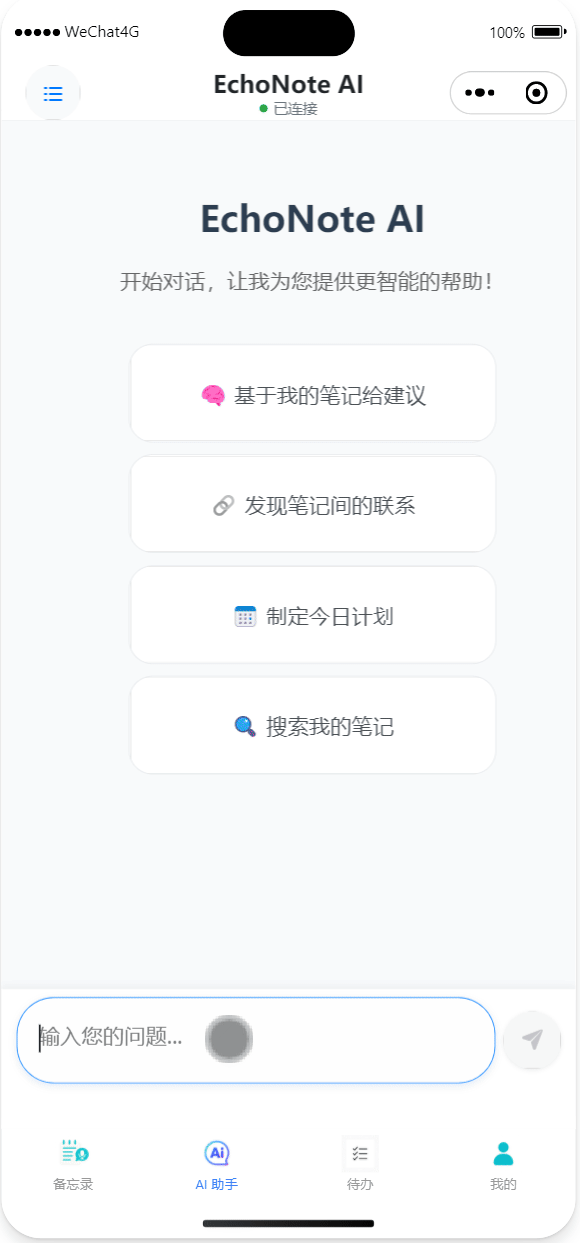 WeChat4G
100%
EchoNote AI
已连接
EchoNote AI
开始对话，让我为您提供更智能的帮助！
基于我的笔记给建议
发现笔记间的联系
制定今日计划
搜索我的笔记
输入您的问题...
Ai
备忘录
AI 助手
待办
我的